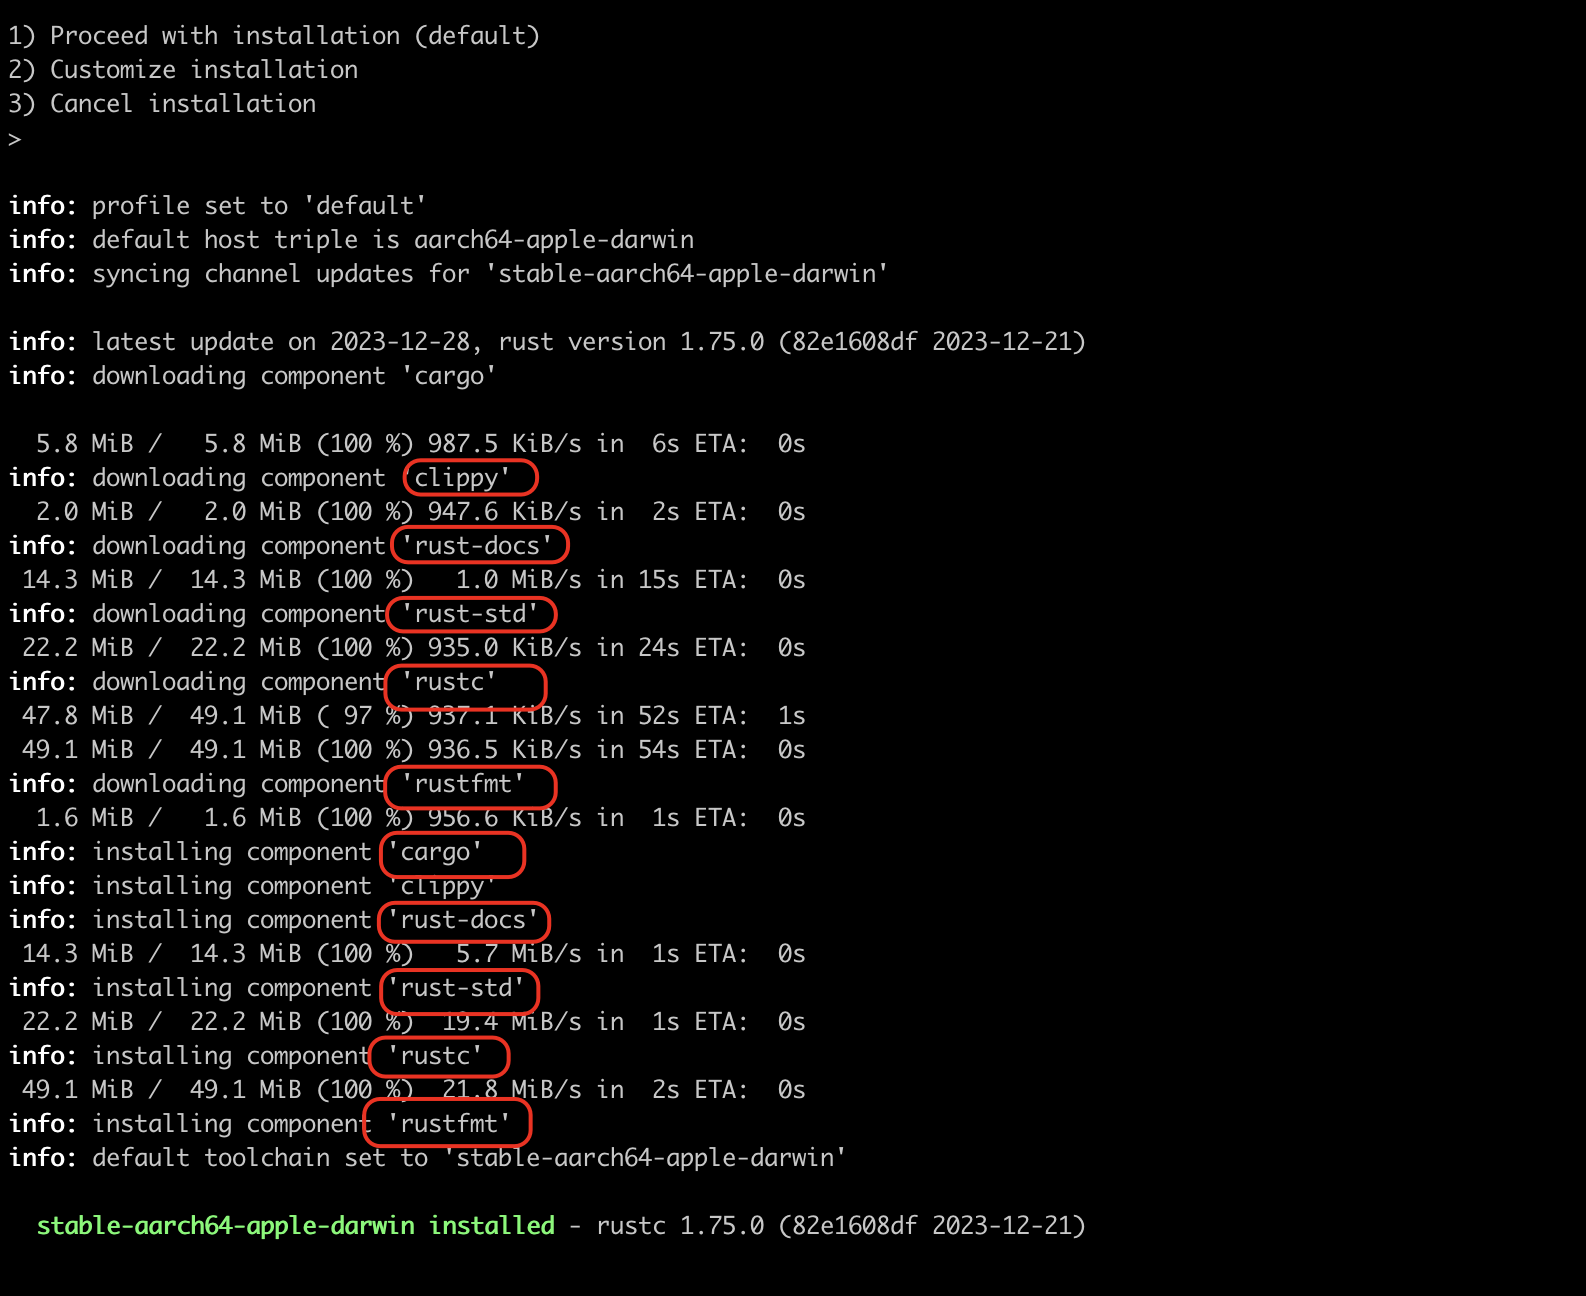 1) Proceed with installation (default)
2) Customize installation
3) Cancel installation
>
info: profile set to 'default'
info: default host triple is aarch64-apple-darwin
info: syncing channel updates for 'stable-aarch64-apple-darwin'
info: latest update on 2023-12-28, rust version 1.75.0 (82e1608df 2023-12-21)
info: downloading component 'cargo'
5.8 MiB / 5.8 MiB (100 %) 987.5 KiB/s in 6s ETA: 0s
info: downloading component 'clippy'
2.0 MiB / 2.0 MiB (100 %) 947.6 KiB/s in 2s ETA: 0s
info: downloading component 'rust-docs'
14.3 MiB / 14.3 MiB (100 %) 1.0 MiB/s in 15s ETA: 0s
info: downloading component 'rust-std'
22.2 MiB / 22.2 MiB (100 %) 935.0 KiB/s in 24s ETA: 0s
info: downloading component 'rustc'
47.8 MiB / 49.1 MiB ( 97 %) 937.1 KiB/s in 52s ETA: 1s
49.1 MiB / 49.1 MiB (100 %) 936.5 KiB/s in 54s ETA: 0s
info: downloading component 'rustfmt'
1.6 MiB / 1.6 MiB (100 %) 956.6 KiB/s in 1s ETA: 0s
info: installing component 'cargo'
info: installing component 'clippy'
info: installing component 'rust-docs'
14.3 MiB / 14.3 MiB (100 %) 5.7 MiB/s in 1s ETA: 0s
info: installing component 'rust-std'
22.2 MiB / 22.2 MiB (100 %) 19.4 MiB/s in 1s ETA: 0s
info: installing component 'rustc'
49.1 MiB / 49.1 MiB (100 %) 21.8 MiB/s in 2s ETA: 0s
info: installing component 'rustfmt'
info: default toolchain set to 'stable-aarch64-apple-darwin'
stable-aarch64-apple-darwin installed - rustc 1.75.0 (82e1608df 2023-12-21)